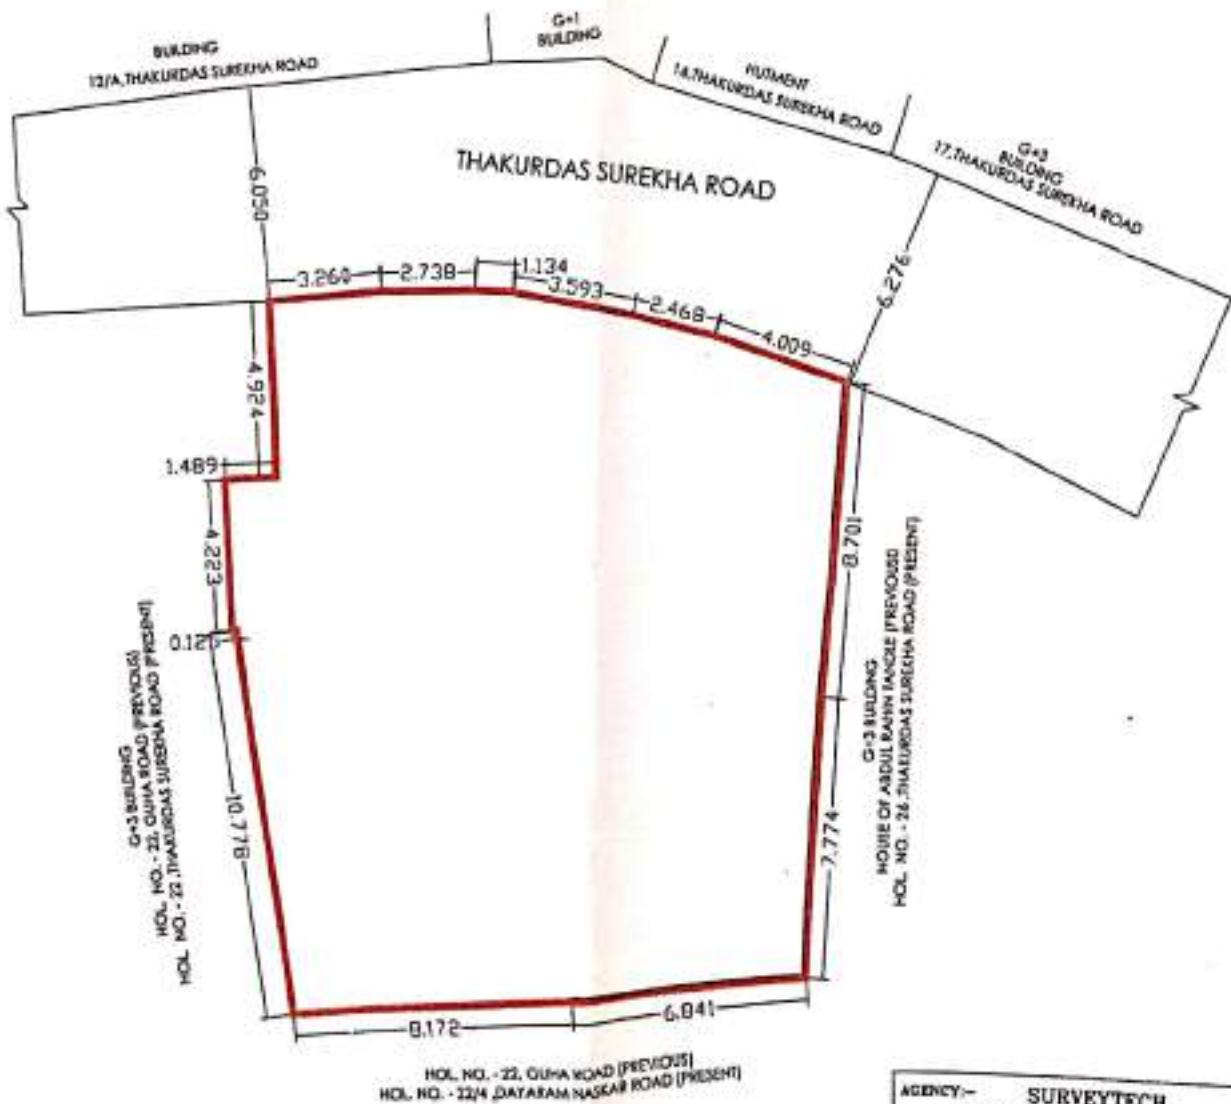 BUILDING
12/A,THAKURDAS SUREKHA ROAD
G+1
BUILDING
HUTMENT
16,THAKURDAS SUREKHA ROAD
G+3
BUILDING
17,THAKURDAS SUREKHA ROAD
THAKURDAS SUREKHA ROAD
6.050
6.276
3.260
2.738
1.134
3.593
2.468
4.009
4.924
1.489
4.223
0.125
10.778
8.701
7.774
8.172
6.841
G+3 BUILDING
HOL. NO. - 22, GUHA ROAD (PREVIOUS)
HOL. NO. - 22 ,THAKURDAS SUREKHA ROAD (PRESENT)
G+3 BUILDING
HOUSE OF ABDUL RAHIN (PREVIOUS)
HOL. NO. - 26 ,THAKURDAS SUREKHA ROAD (PRESENT)
HOL. NO. - 22, GUHA ROAD (PREVIOUS)
HOL. NO. - 22/4 ,DAYARAM NASKAR ROAD (PRESENT)
AGENCY:- SURVEYTECH